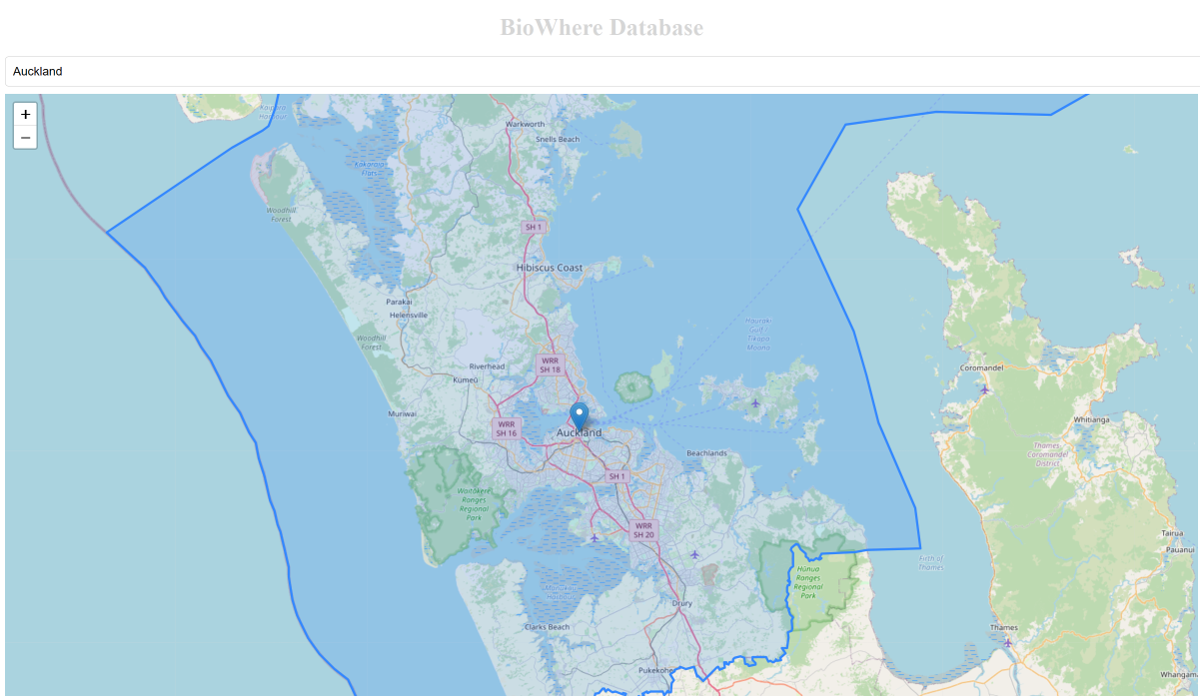 BioWhere Database
Auckland
+
−
Kaipara
Harbour
Warkworth
Snells Beach
Kakaraia
Flats
Woodhill
Forest
SH 1
Hibiscus Coast
Parakai
Helensville
Hauraki
Gulf /
Tīkapa
Moana
Woodhill
Forest
WRR
SH 18
Riverhead
Kumeū
Coromandel
Muriwai
Whitianga
WRR
SH 16
Auckland
Beachlands
Thames
Coromandel
District
SH 1
Waitākere
Ranges
Regional
Park
WRR
SH 20
Tairua
Pauanui
Firth of
Thames
Hunua
Ranges
Regional
Park
Drury
Clarks Beach
Thames
Pukekohe
Whangam